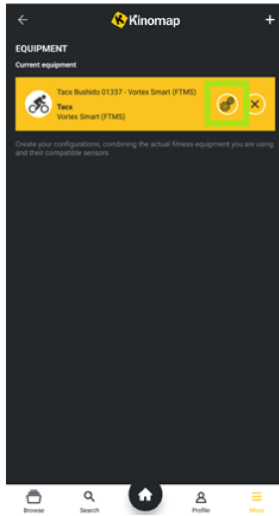 Kinomap
EQUIPMENT
Current equipment
Tacx Bushido 01337 - Vortex Smart (FTMS)
Tacx
Vortex Smart (FTMS)
Create your configurations, combining the actual fitness equipment you are using
and their compatible sensors
Browse Search Profile More